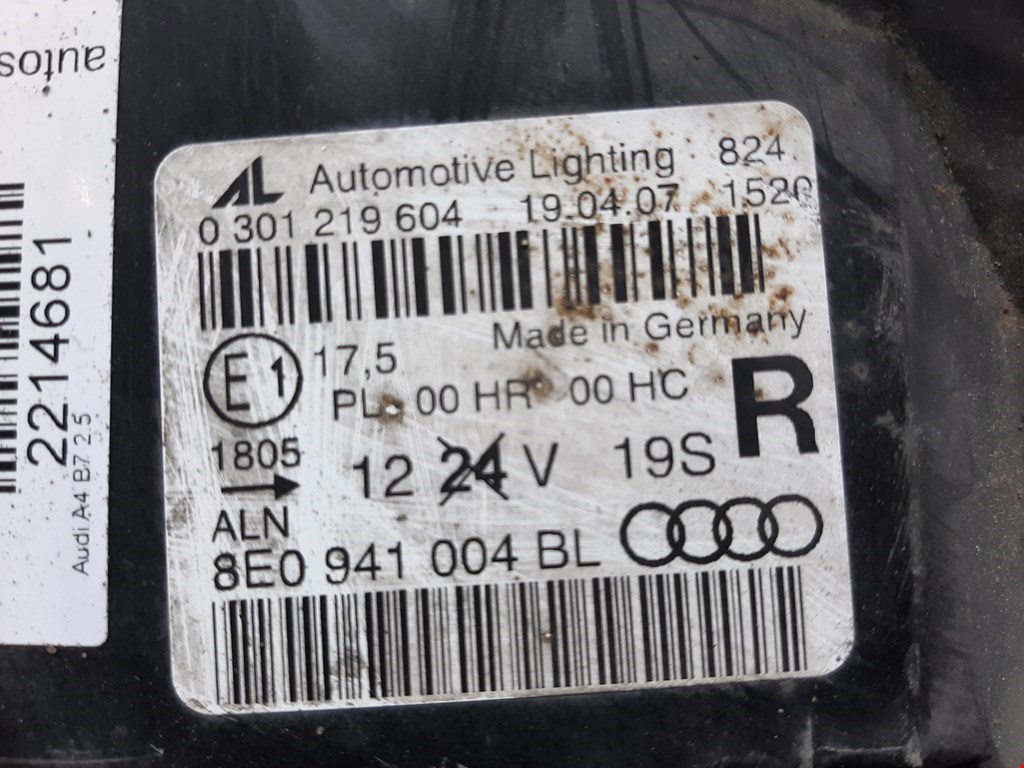 autos
2214681
Audi A4 B7 2.5
AL Automotive Lighting 824
0 301 219 604 19.04.07 1520
Made in Germany
E1 17,5
PL 00 HR 00 HC R
1805 12 24 V 19S
ALN
8E0 941 004 BL